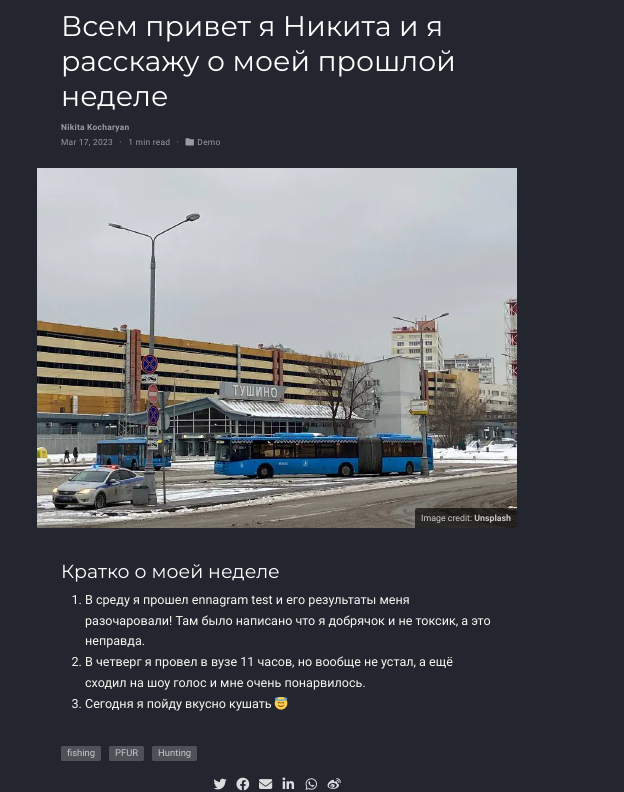 Всем привет я Никита и я
расскажу о моей прошлой
неделе
Nikita Kocharyan
Mar 17, 2023 · 1 min read · Demo
ТУШИНО
Image credit: Unsplash
Кратко о моей неделе
1. В среду я прошел ennagram test и его результаты меня
разочаровали! Там было написано что я добрячок и не токсик, а это
неправда.
2. В четверг я провел в вузе 11 часов, но вообще не устал, а ещё
сходил на шоу голос и мне очень понарвилось.
3. Сегодня я пойду вкусно кушать 😇
fishing PFUR Hunting